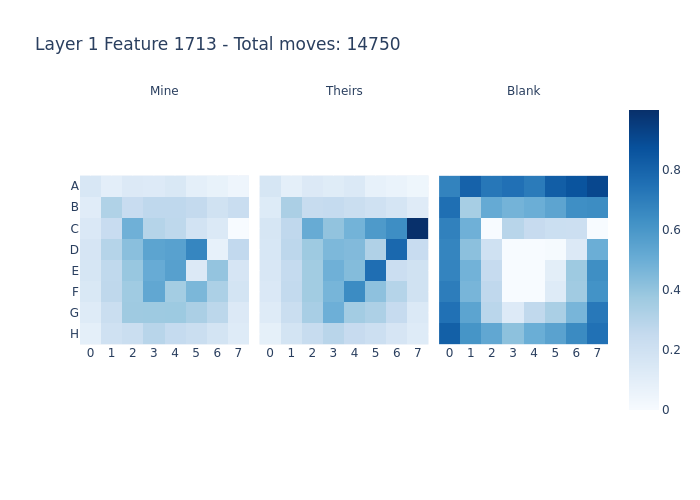 Layer 1 Feature 1713 - Total moves: 14750
Mine Theirs Blank
A
B
C
D
E
F
G
H
0 1 2 3 4 5 6 7 0 1 2 3 4 5 6 7 0 1 2 3 4 5 6 7
0.8
0.6
0.4
0.2
0